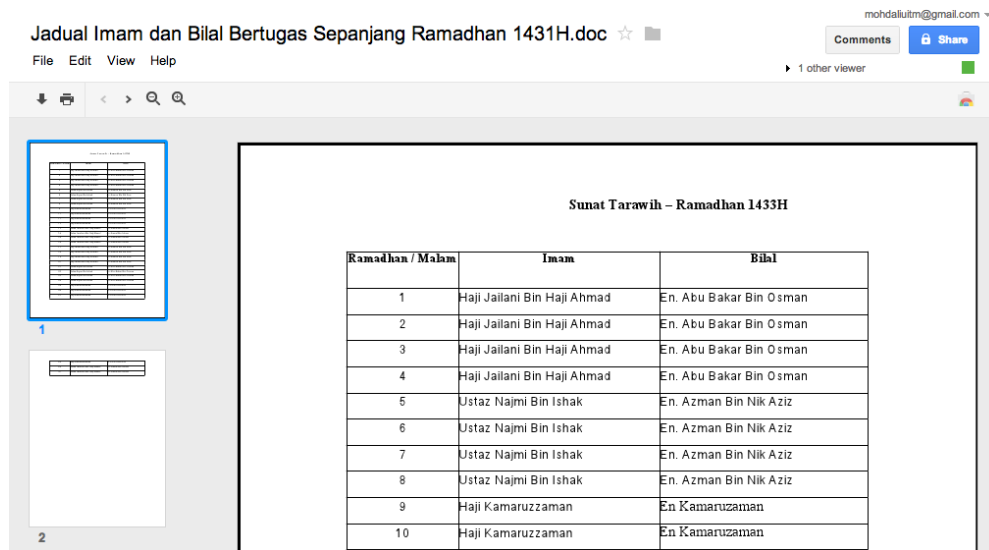 mohdaliuitm@gmail.com
Jadual Imam dan Bilal Bertugas Sepanjang Ramadhan 1431H.doc
Comments Share
File Edit View Help
1 other viewer
Sunat Tarawih – Ramadhan 1433H
Ramadhan / Malam Imam Bilal
1 Haji Jailani Bin Haji Ahmad En. Abu Bakar Bin Osman
2 Haji Jailani Bin Haji Ahmad En. Abu Bakar Bin Osman
3 Haji Jailani Bin Haji Ahmad En. Abu Bakar Bin Osman
4 Haji Jailani Bin Haji Ahmad En. Abu Bakar Bin Osman
5 Ustaz Najmi Bin Ishak En. Azman Bin Nik Aziz
6 Ustaz Najmi Bin Ishak En. Azman Bin Nik Aziz
7 Ustaz Najmi Bin Ishak En. Azman Bin Nik Aziz
8 Ustaz Najmi Bin Ishak En. Azman Bin Nik Aziz
9 Haji Kamaruzzaman En Kamaruzaman
10 Haji Kamaruzzaman En Kamaruzaman
1
2